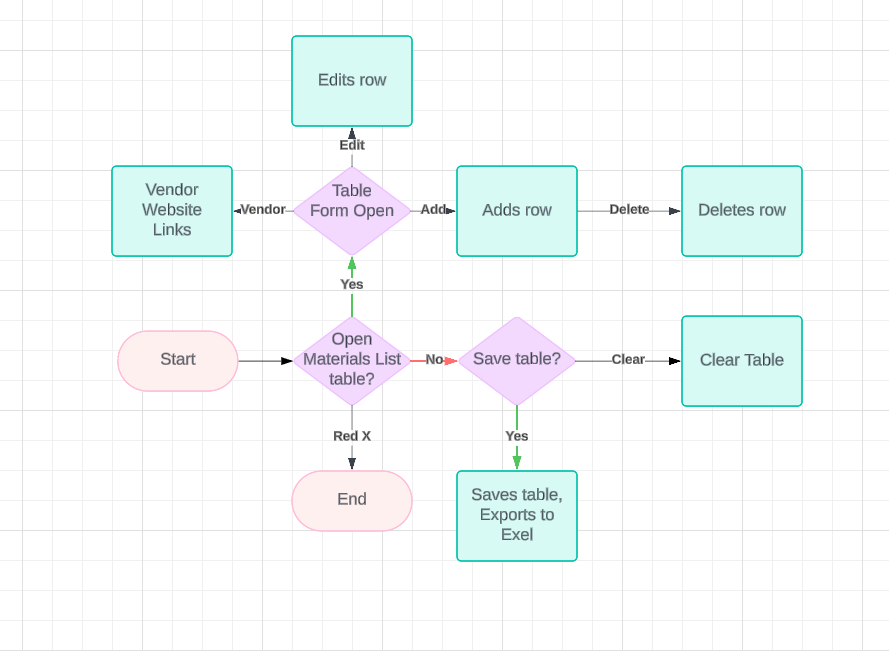 Edits row
Edit
Vendor
Website
Links
Vendor
Table
Form Open
Add
Adds row
Delete
Deletes row
Yes
Start
Open
Materials List
table?
No
Save table?
Clear
Clear Table
Red X
Yes
End
Saves table,
Exports to
Exel